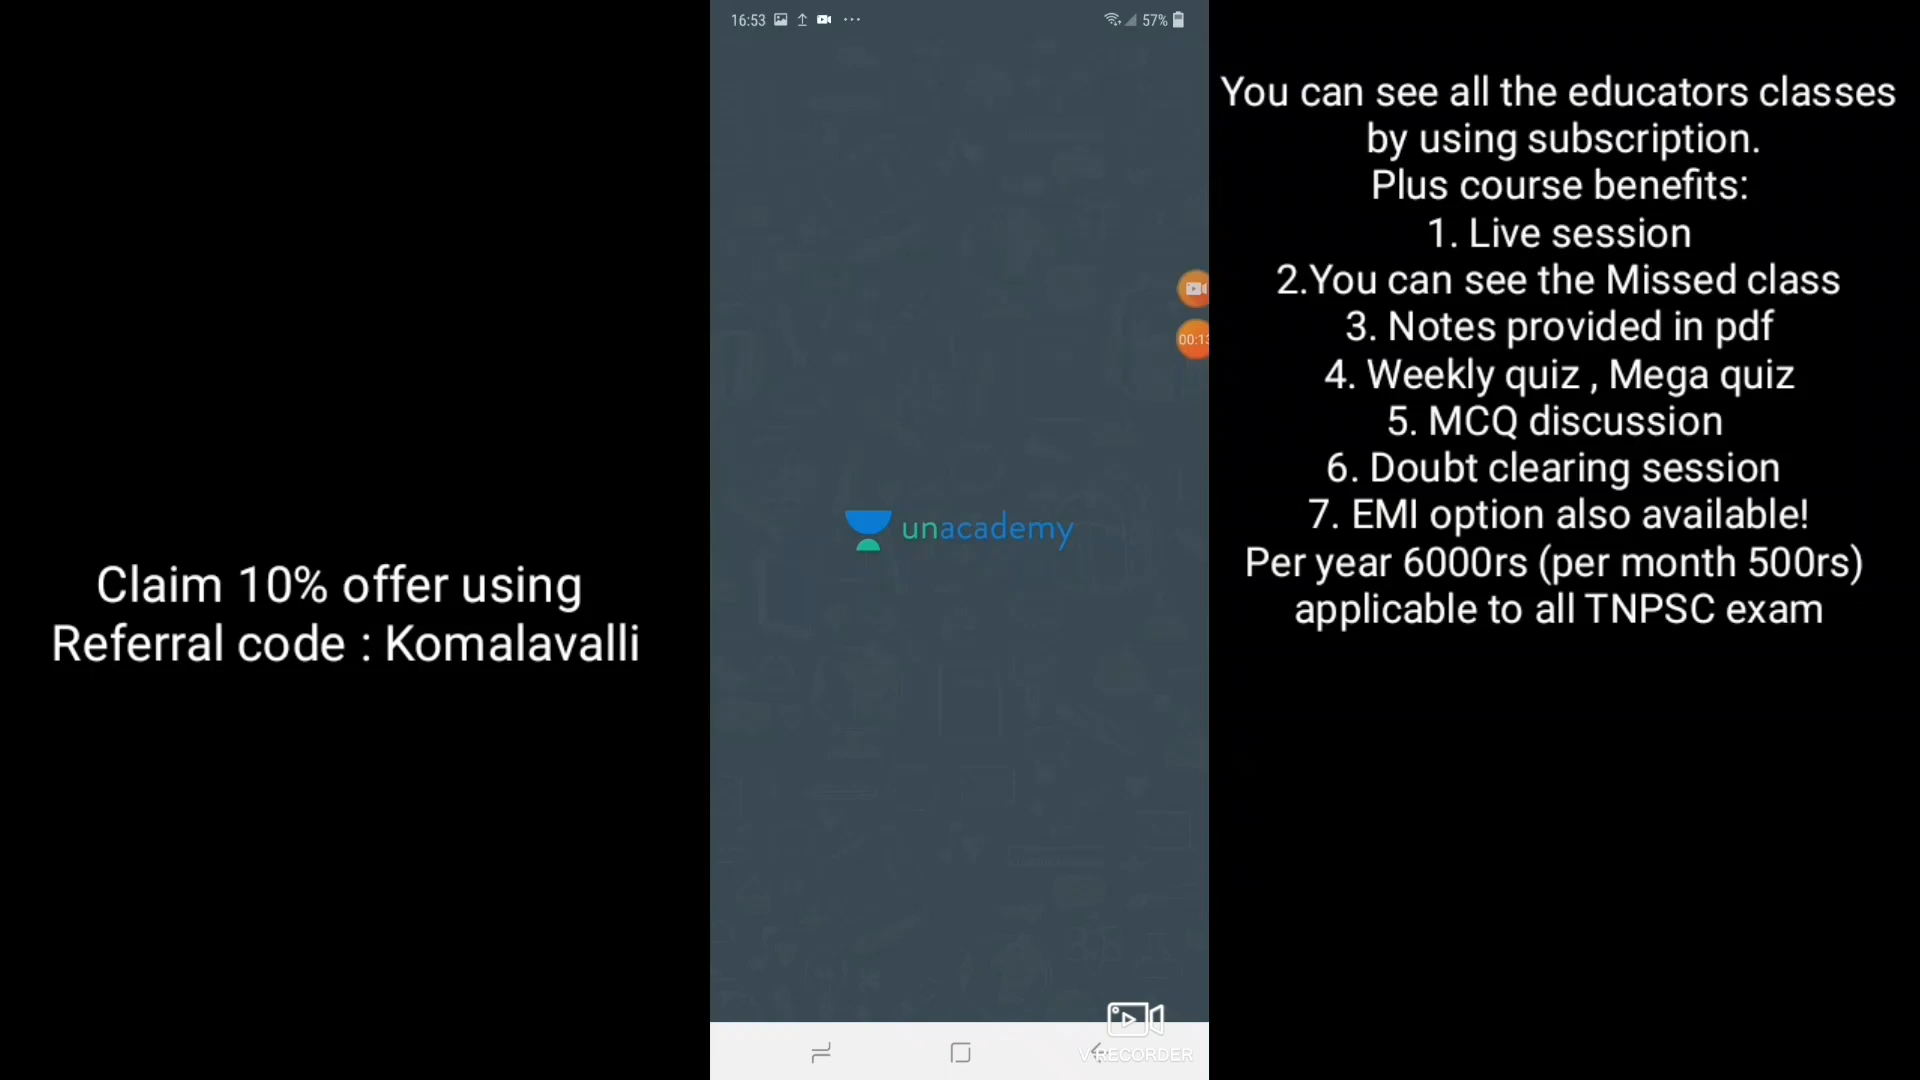 16:53
57%
00:13
unacademy
Claim 10% offer using
Referral code : Komalavalli
You can see all the educators classes
by using subscription.
Plus course benefits:
1. Live session
2.You can see the Missed class
3. Notes provided in pdf
4. Weekly quiz , Mega quiz
5. MCQ discussion
6. Doubt clearing session
7. EMI option also available!
Per year 6000rs (per month 500rs)
applicable to all TNPSC exam
V RECORDER